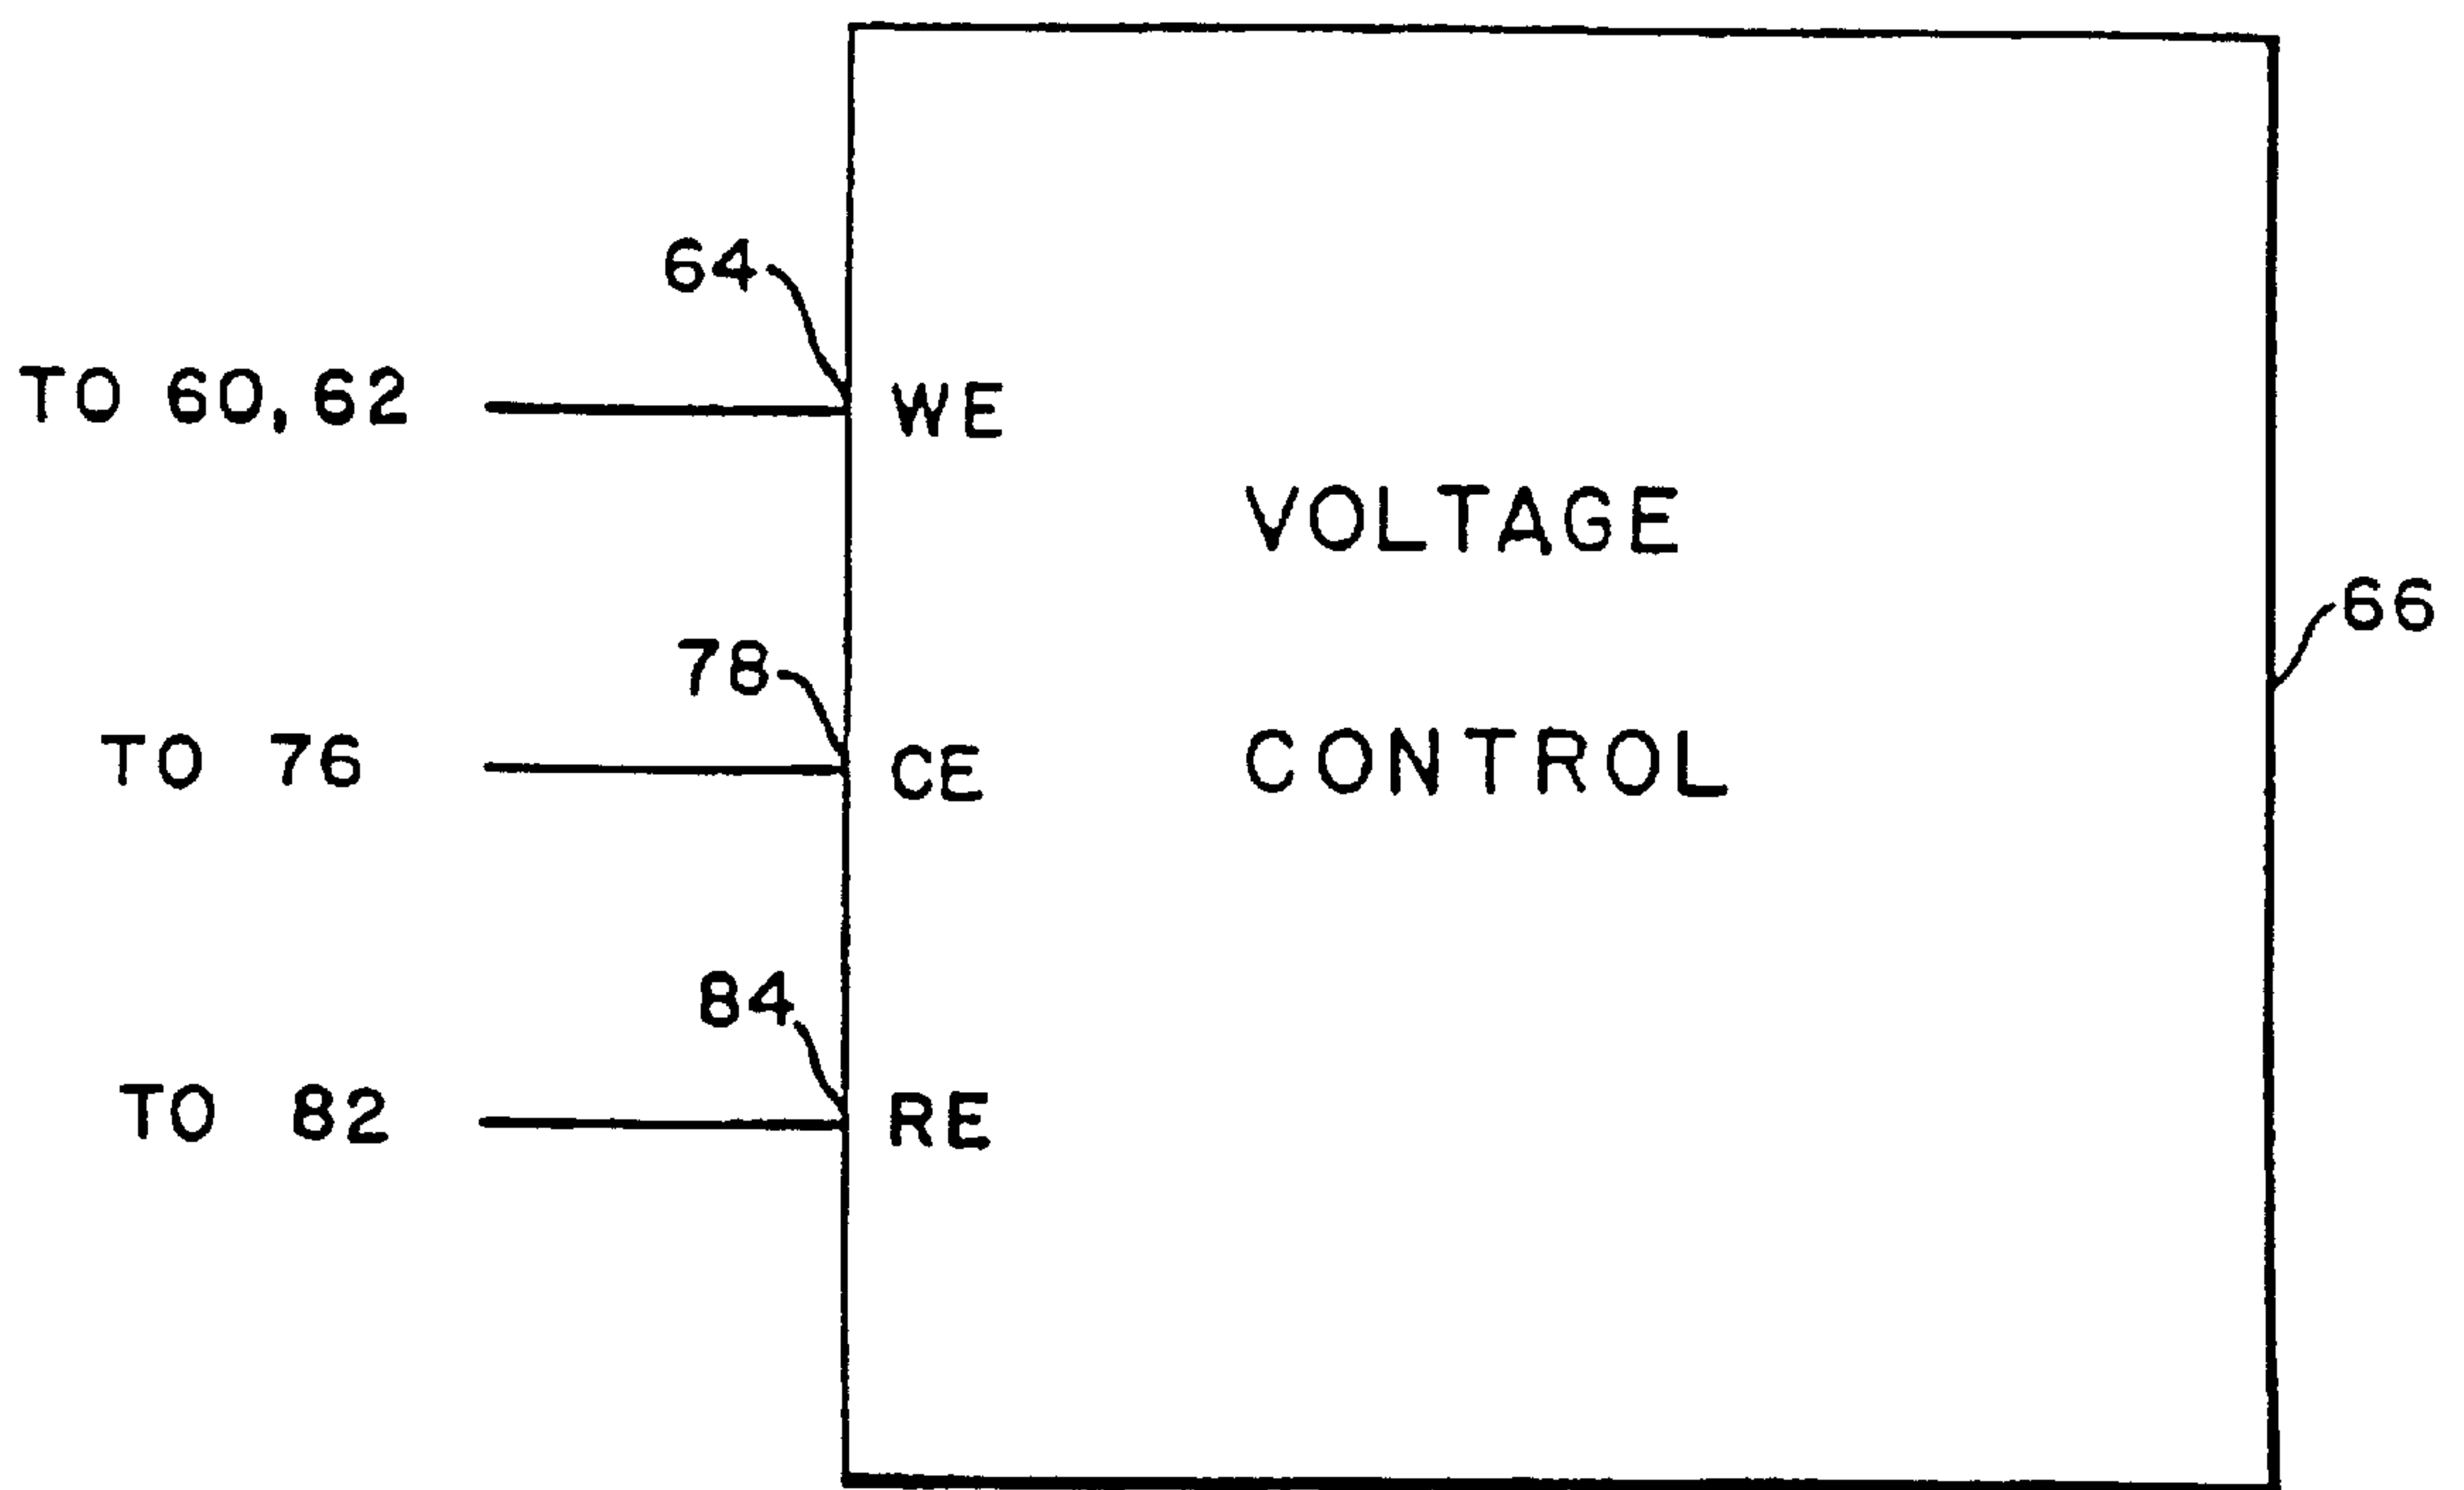 64
TO 60, 62
WE
VOLTAGE
66
78
TO 76
CE
CONTROL
84
TO 82
RE